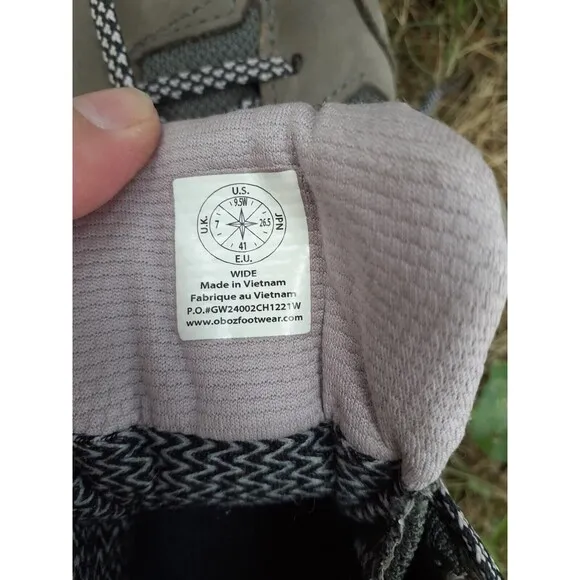 U.S.
9.5W
U.K. 7 26.5 JPN
41
E.U.
WIDE
Made in Vietnam
Fabrique au Vietnam
P.O.#GW24002CH1221W
www.obozfootwear.com